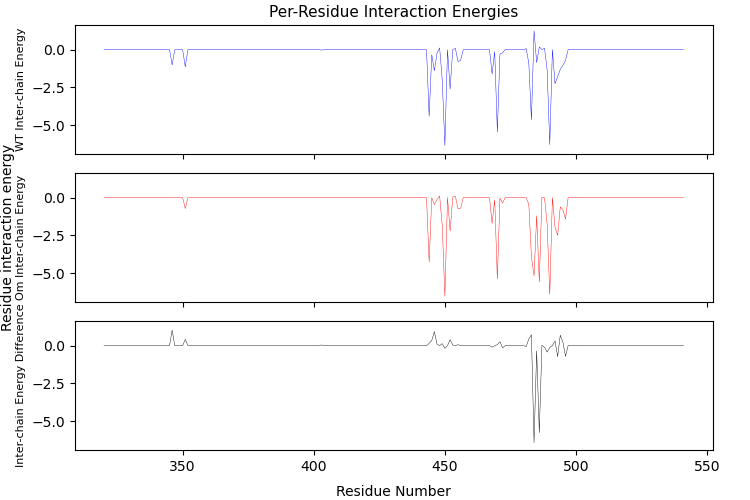 Per-Residue Interaction Energies
WT Inter-chain Energy
0.0
−2.5
−5.0
Residue interaction energy
Om Inter-chain Energy
0.0
−2.5
−5.0
Inter-chain Energy Difference
0.0
−2.5
−5.0
350 400 450 500 550
Residue Number